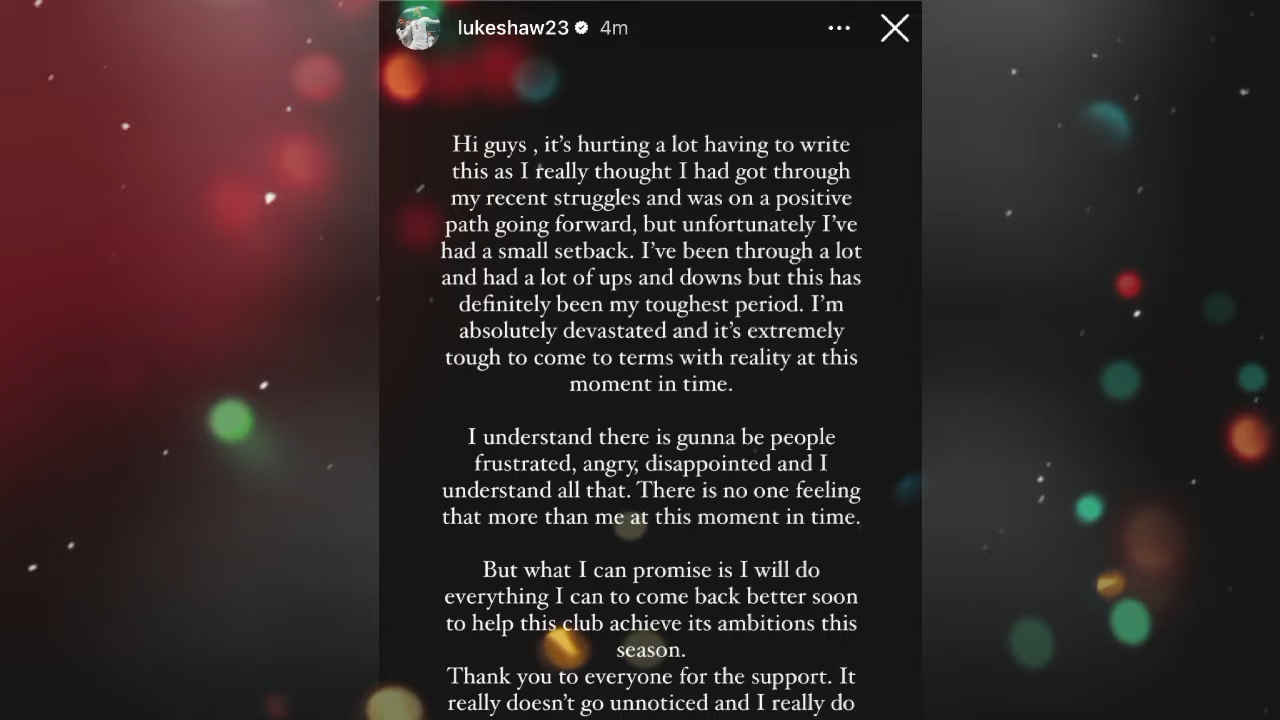 lukeshaw23 4m
Hi guys , it's hurting a lot having to write
this as I really thought I had got through
my recent struggles and was on a positive
path going forward, but unfortunately I've
had a small setback. I've been through a lot
and had a lot of ups and downs but this has
definitely been my toughest period. I'm
absolutely devastated and it's extremely
tough to come to terms with reality at this
moment in time.
I understand there is gunna be people
frustrated, angry, disappointed and I
understand all that. There is no one feeling
that more than me at this moment in time.
But what I can promise is I will do
everything I can to come back better soon
to help this club achieve its ambitions this
season.
Thank you to everyone for the support. It
really doesn't go unnoticed and I really do